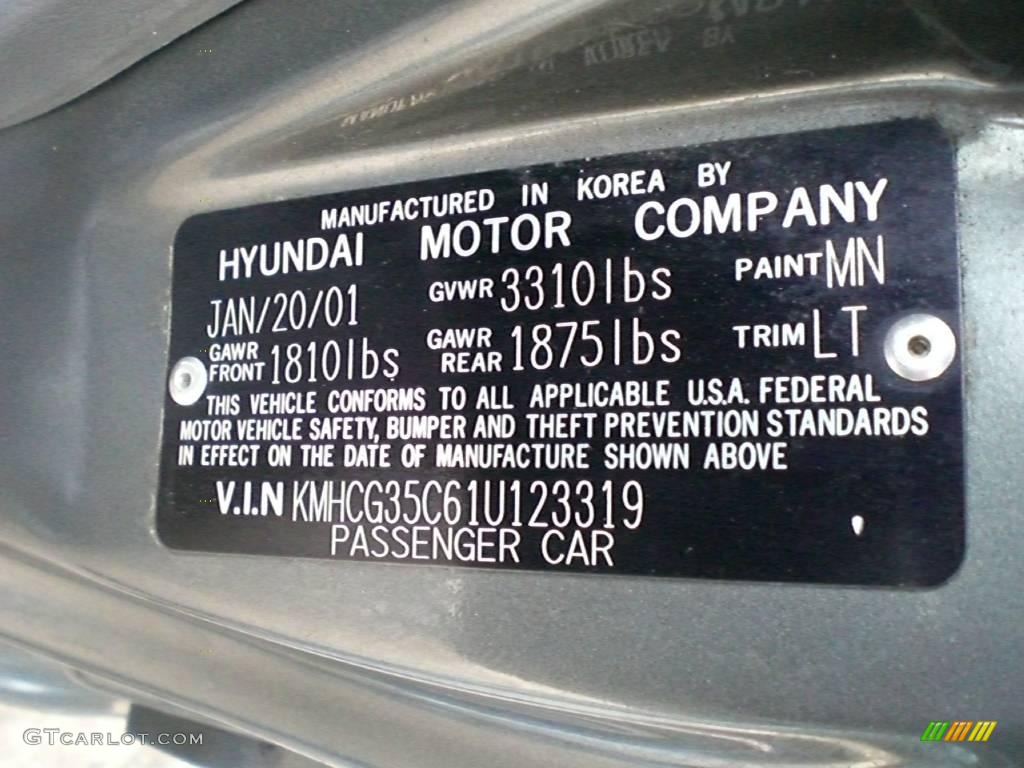 MANUFACTURED IN KOREA BY
HYUNDAI MOTOR COMPANY
JAN/20/01 GVWR 3310lbs PAINT MN
GAWR FRONT 1810lbs GAWR REAR 1875lbs TRIM LT
THIS VEHICLE CONFORMS TO ALL APPLICABLE U.S.A. FEDERAL
MOTOR VEHICLE SAFETY, BUMPER AND THEFT PREVENTION STANDARDS
IN EFFECT ON THE DATE OF MANUFACTURE SHOWN ABOVE
V.I.N KMHCG35C61U123319
PASSENGER CAR
GTCARLOT.COM